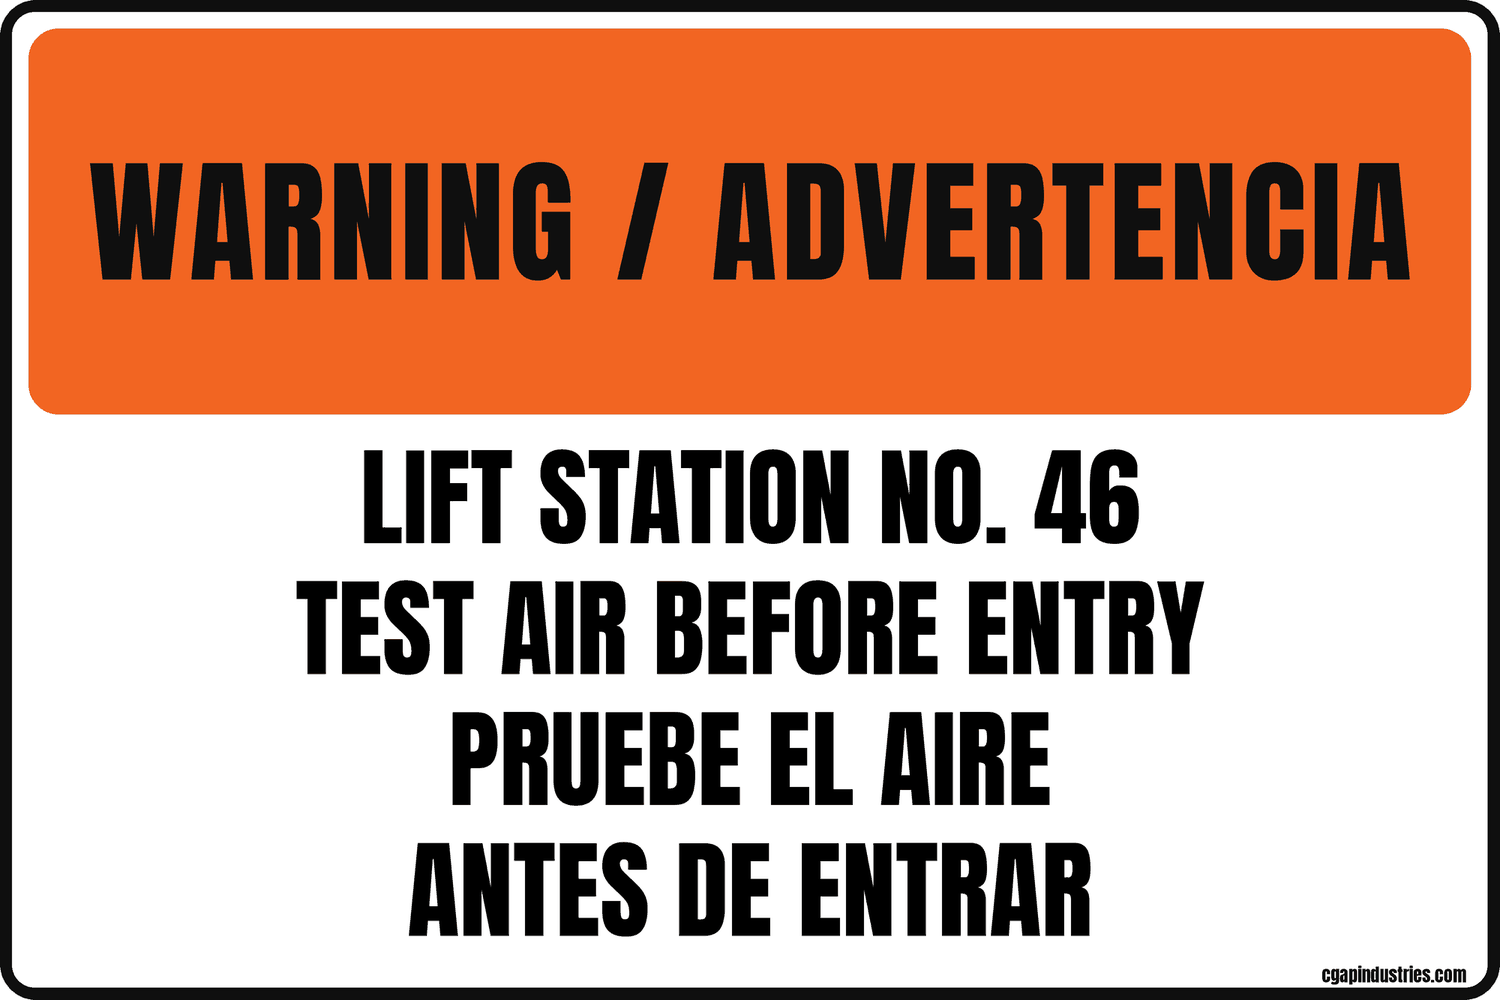 WARNING / ADVERTENCIA
LIFT STATION NO. 46
TEST AIR BEFORE ENTRY
PRUEBE EL AIRE
ANTES DE ENTRAR
cgapindustries.com